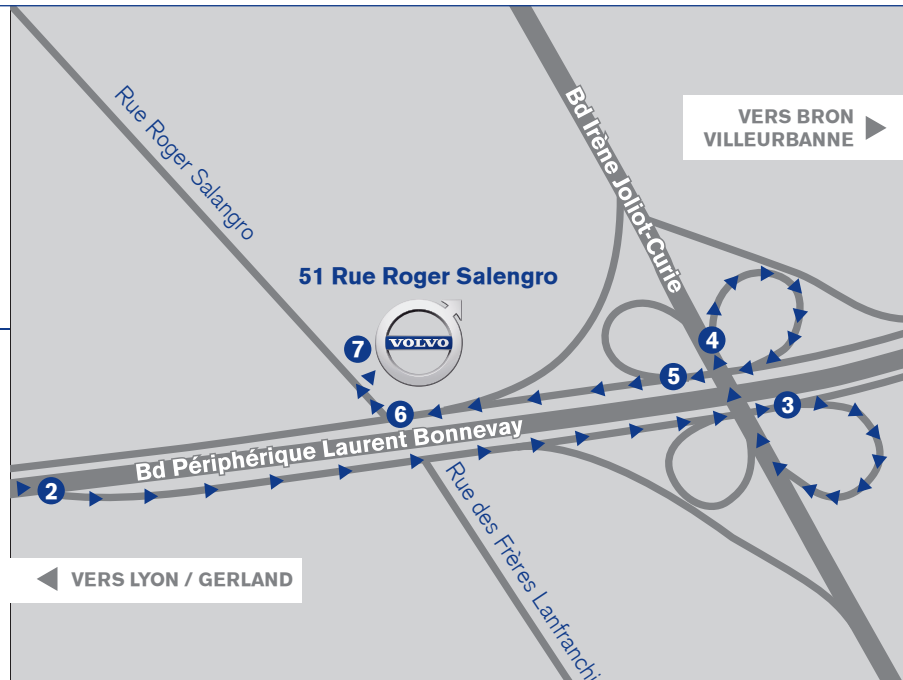 Rue Roger Salangro
Bd Irène Joliot-Curie
VERS BRON
VILLEURBANNE
51 Rue Roger Salengro
VOLVO
7
4
5
6
3
Bd Périphérique Laurent Bonnevay
2
Rue des Frères Lanfranchi
VERS LYON / GERLAND